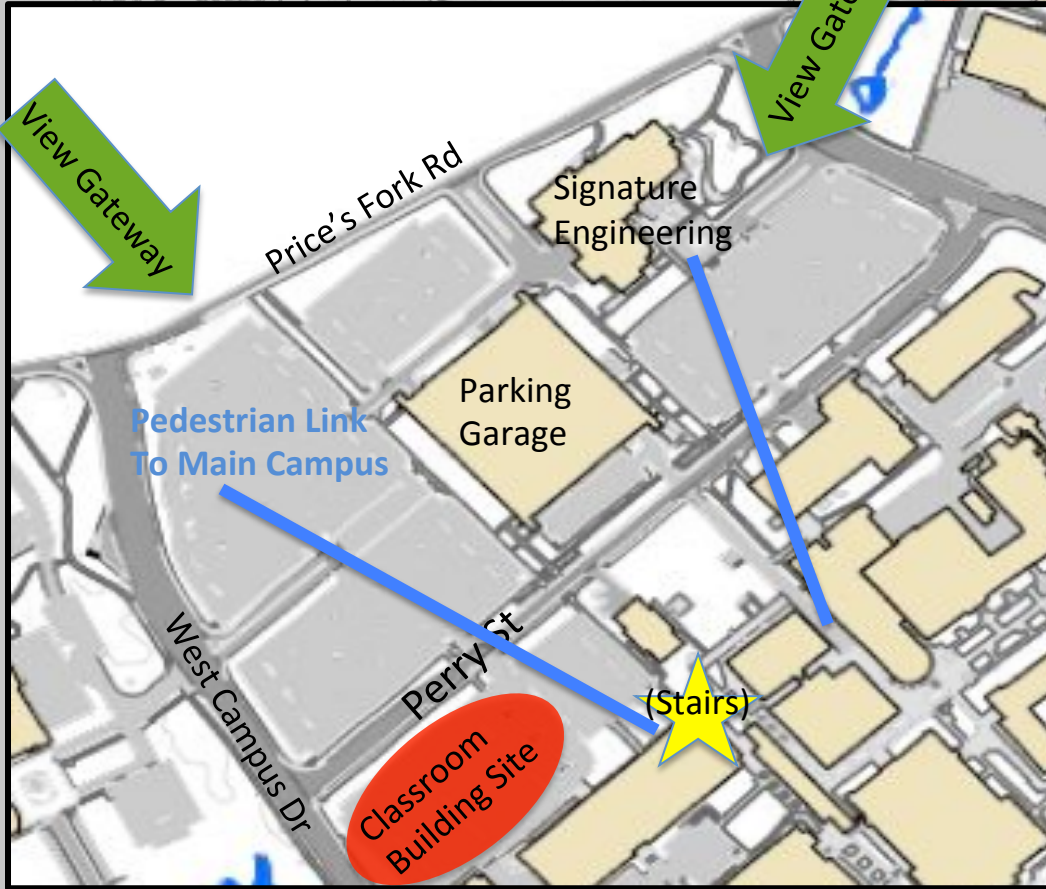 View Gateway
View Gate
Price's Fork Rd
Signature
Engineering
Parking
Garage
Pedestrian Link
To Main Campus
West Campus Dr
Perry St
(Stairs)
Classroom
Building Site